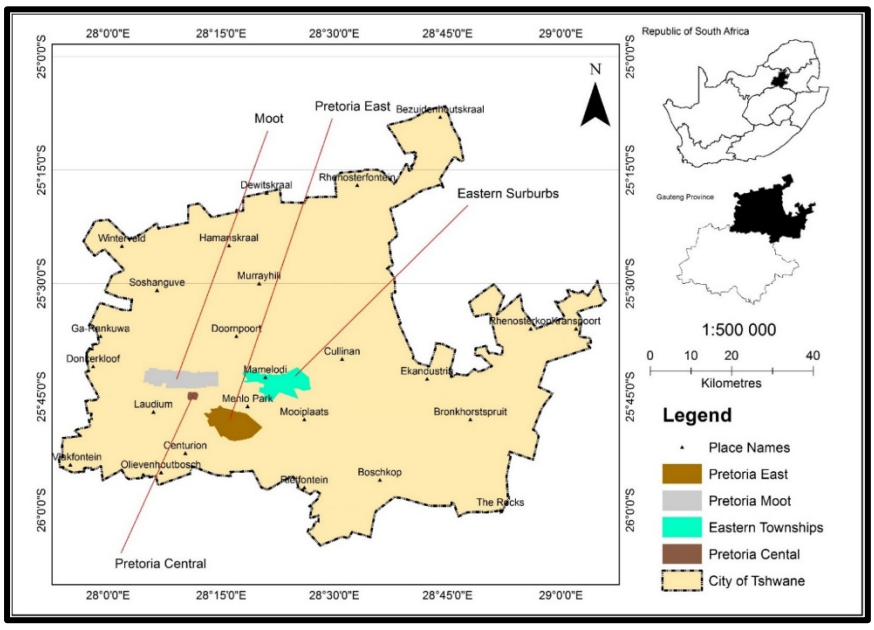 28°0'0"E 28°15'0"E 28°30'0"E 28°45'0"E 29°0'0"E
25°0'0"S
25°15'0"S
25°30'0"S
25°45'0"S
26°0'0"S
25°0'0"S
25°15'0"S
25°30'0"S
25°45'0"S
26°0'0"S
N
Moot
Pretoria East
Eastern Surburbs
Pretoria Central
Bezuidenhoutskraal
Rhenosterfontein
Dewitskraal
Winterveld
Hamanskraal
Soshanguve
Murrayhill
Ga-Rankuwa
Doornpoort
Rhenosterkop
Kranspoort
Donkerkloof
Cullinan
Mamelodi
Ekandustria
Laudium
Menlo Park
Mooiplaats
Bronkhorstspruit
Centurion
Vlakfontein
Olievenhoutbosch
Rietfontein
Boschkop
The Rocks
28°0'0"E 28°15'0"E 28°30'0"E 28°45'0"E 29°0'0"E
Republic of South Africa
Gauteng Province
1:500 000
0 10 20 40
Kilometres
Legend
Place Names
Pretoria East
Pretoria Moot
Eastern Townships
Pretoria Cental
City of Tshwane